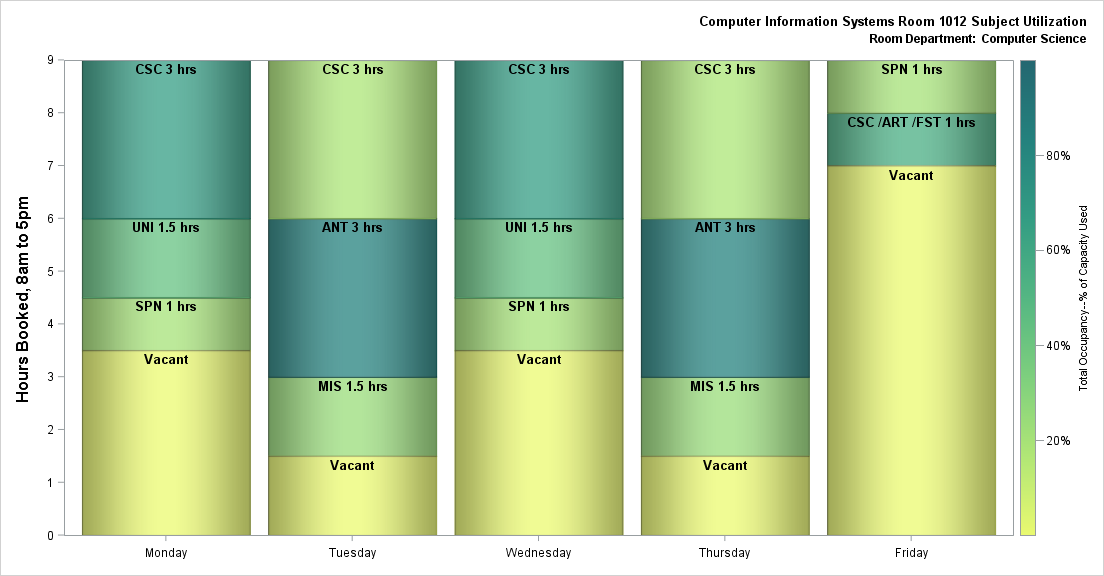 Computer Information Systems Room 1012 Subject Utilization
Room Department: Computer Science
Hours Booked, 8am to 5pm
9
8
7
6
5
4
3
2
1
0
CSC 3 hrs
UNI 1.5 hrs
SPN 1 hrs
Vacant
CSC 3 hrs
ANT 3 hrs
MIS 1.5 hrs
Vacant
CSC 3 hrs
UNI 1.5 hrs
SPN 1 hrs
Vacant
CSC 3 hrs
ANT 3 hrs
MIS 1.5 hrs
Vacant
SPN 1 hrs
CSC /ART /FST 1 hrs
Vacant
Monday
Tuesday
Wednesday
Thursday
Friday
80%
60%
40%
20%
Total Occupancy--% of Capacity Used